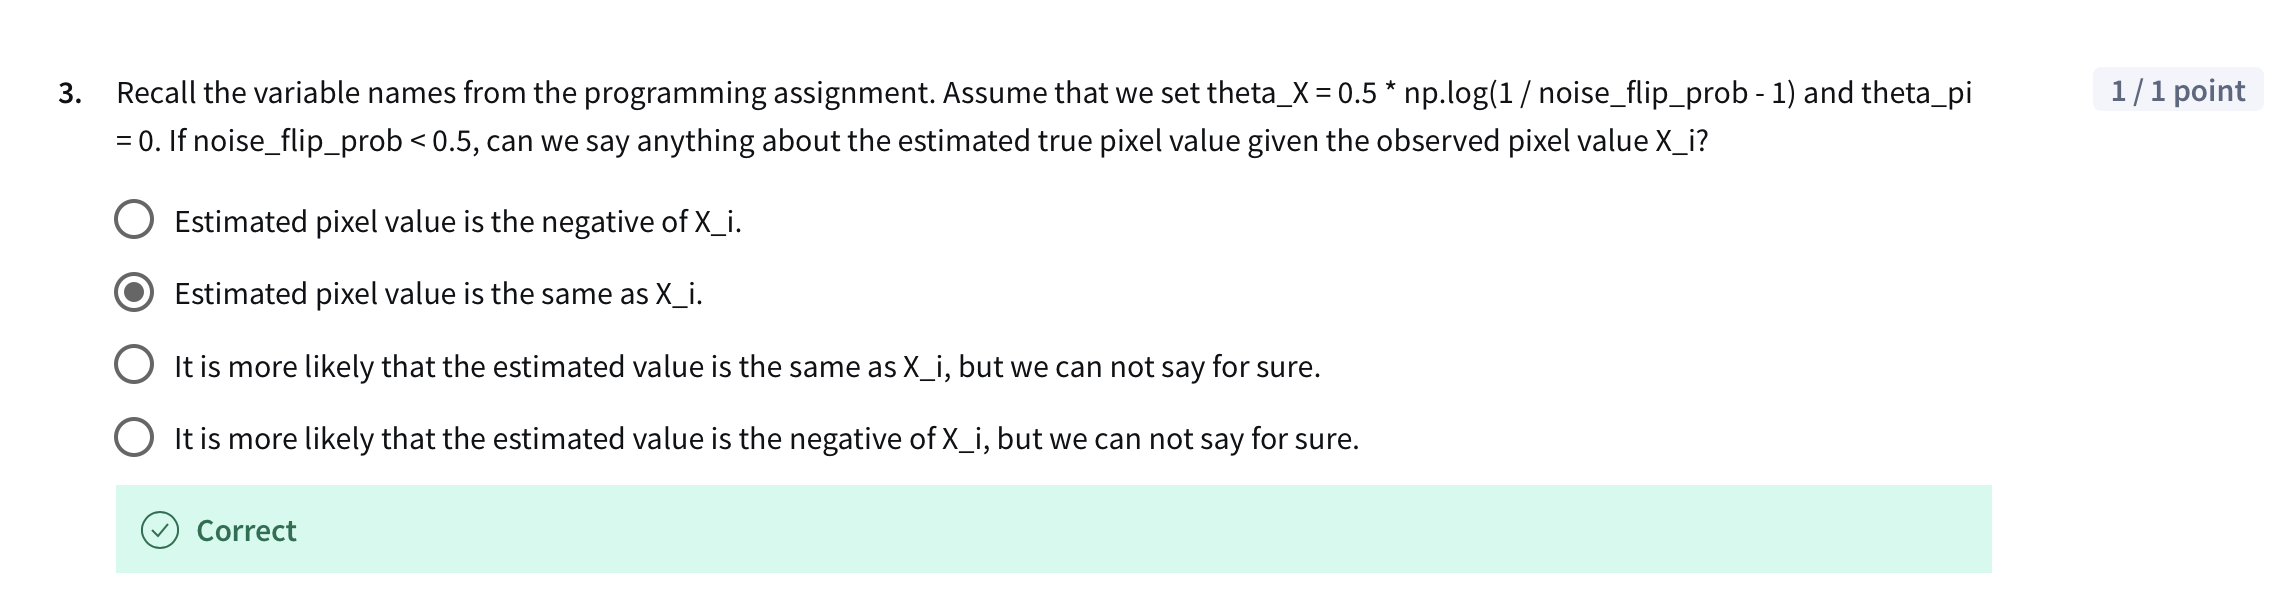 3. Recall the variable names from the programming assignment. Assume that we set theta_X = 0.5 * np.log(1 / noise_flip_prob - 1) and theta_pi 1 / 1 point
= 0. If noise_flip_prob < 0.5, can we say anything about the estimated true pixel value given the observed pixel value X_i?
Estimated pixel value is the negative of X_i.
Estimated pixel value is the same as X_i.
It is more likely that the estimated value is the same as X_i, but we can not say for sure.
It is more likely that the estimated value is the negative of X_i, but we can not say for sure.
Correct